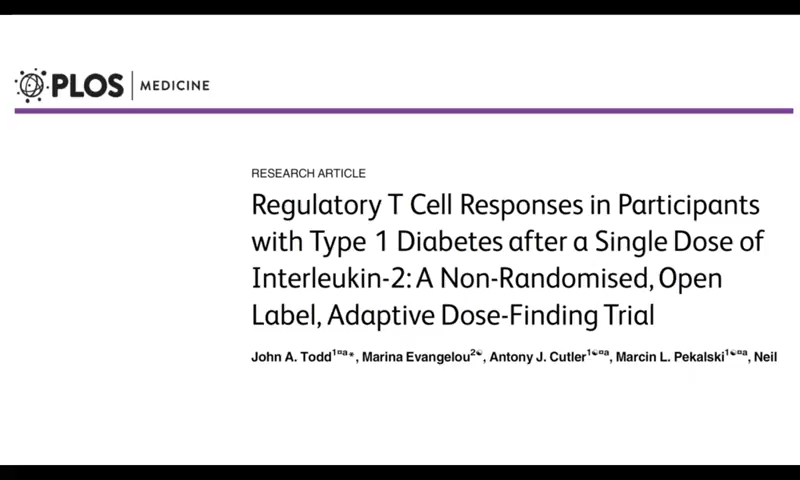 PLOS | MEDICINE
RESEARCH ARTICLE
Regulatory T Cell Responses in Participants
with Type 1 Diabetes after a Single Dose of
Interleukin-2: A Non-Randomised, Open
Label, Adaptive Dose-Finding Trial
John A. Todd1¤a*, Marina Evangelou2☯, Antony J. Cutler1☯¤a, Marcin L. Pekalski1☯¤a, Neil